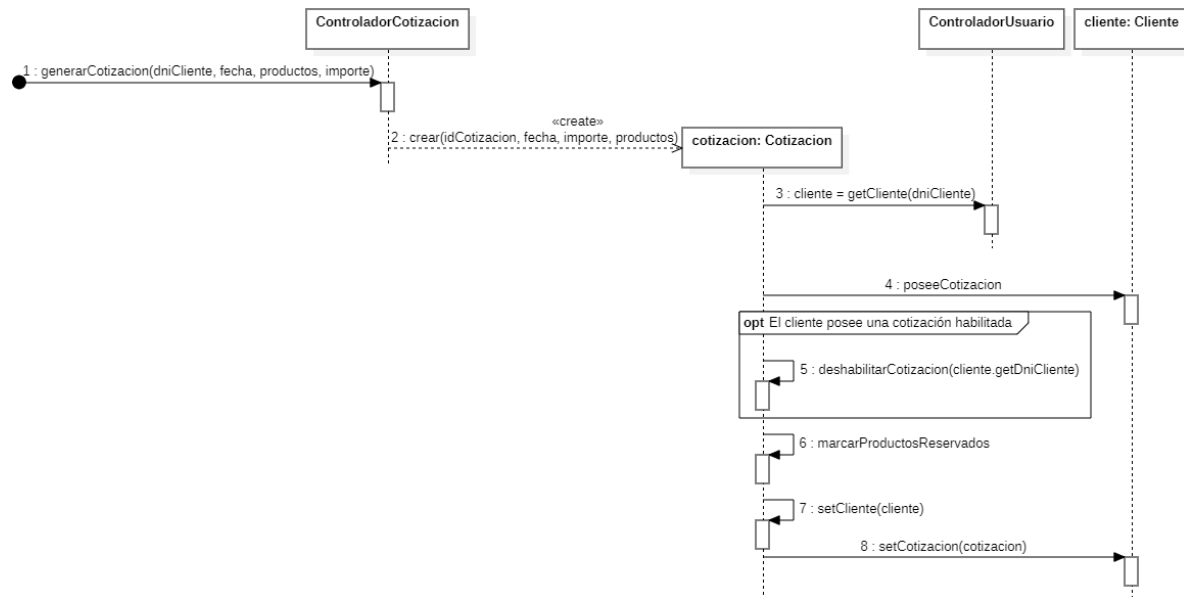 ControladorCotizacion
ControladorUsuario
cliente: Cliente
1 : generarCotizacion(dniCliente, fecha, productos, importe)
«create»
2 : crear(idCotizacion, fecha, importe, productos)
cotizacion: Cotizacion
3 : cliente = getCliente(dniCliente)
4 : poseeCotizacion
opt El cliente posee una cotización habilitada
5 : deshabilitarCotizacion(cliente.getDniCliente)
6 : marcarProductosReservados
7 : setCliente(cliente)
8 : setCotizacion(cotizacion)